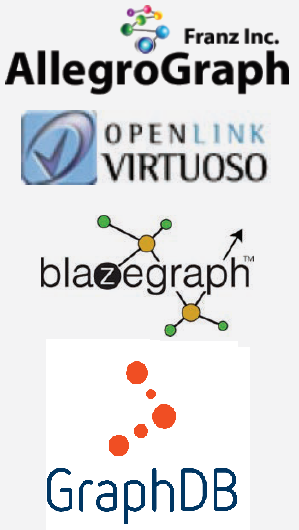 Franz Inc.
AllegroGraph
OPENLINK
VIRTUOSO
blazegraph™
GraphDB